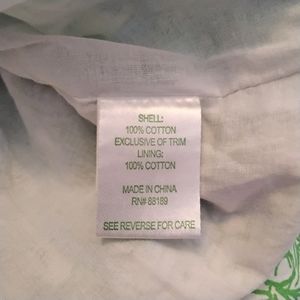 SHELL:
100% COTTON
EXCLUSIVE OF TRIM
LINING:
100% COTTON
MADE IN CHINA
RN# 88189
SEE REVERSE FOR CARE